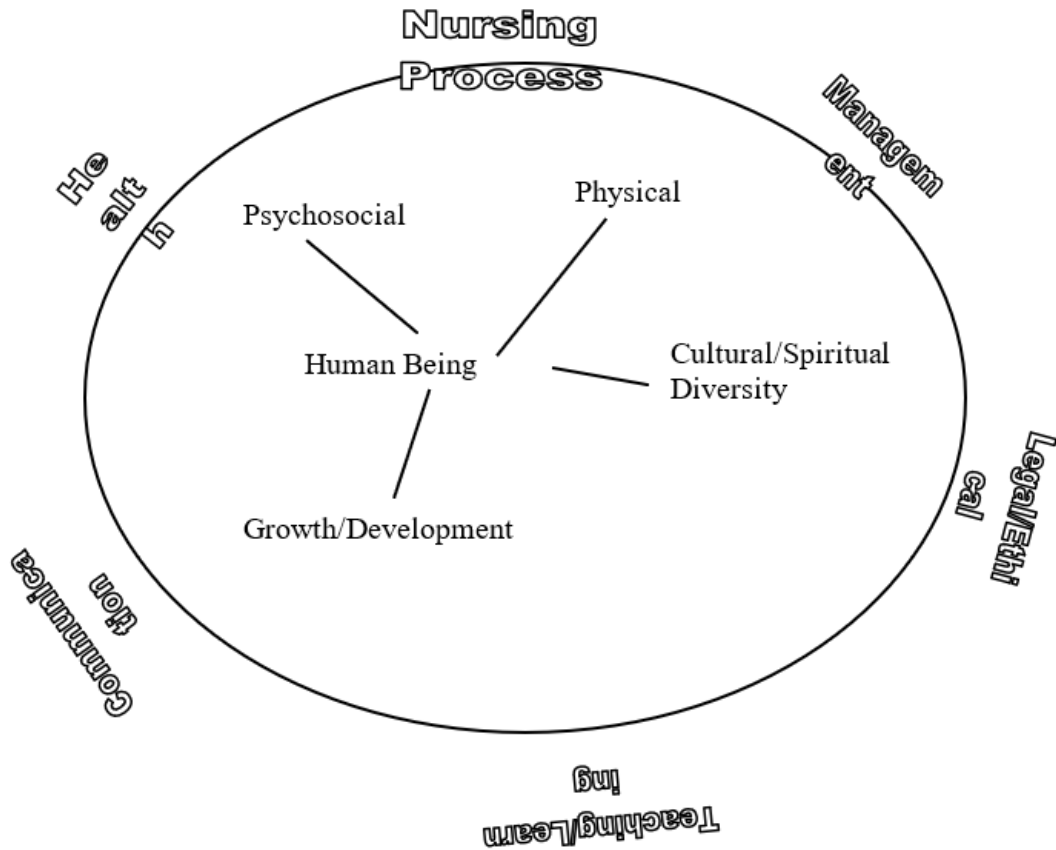 Nursing
Process
Managem
ent
He
alt
h
Psychosocial
Physical
Human Being
Cultural/Spiritual
Diversity
Growth/Development
Legal/Ethi
cal
Communica
tion
Teaching/Learn
ing